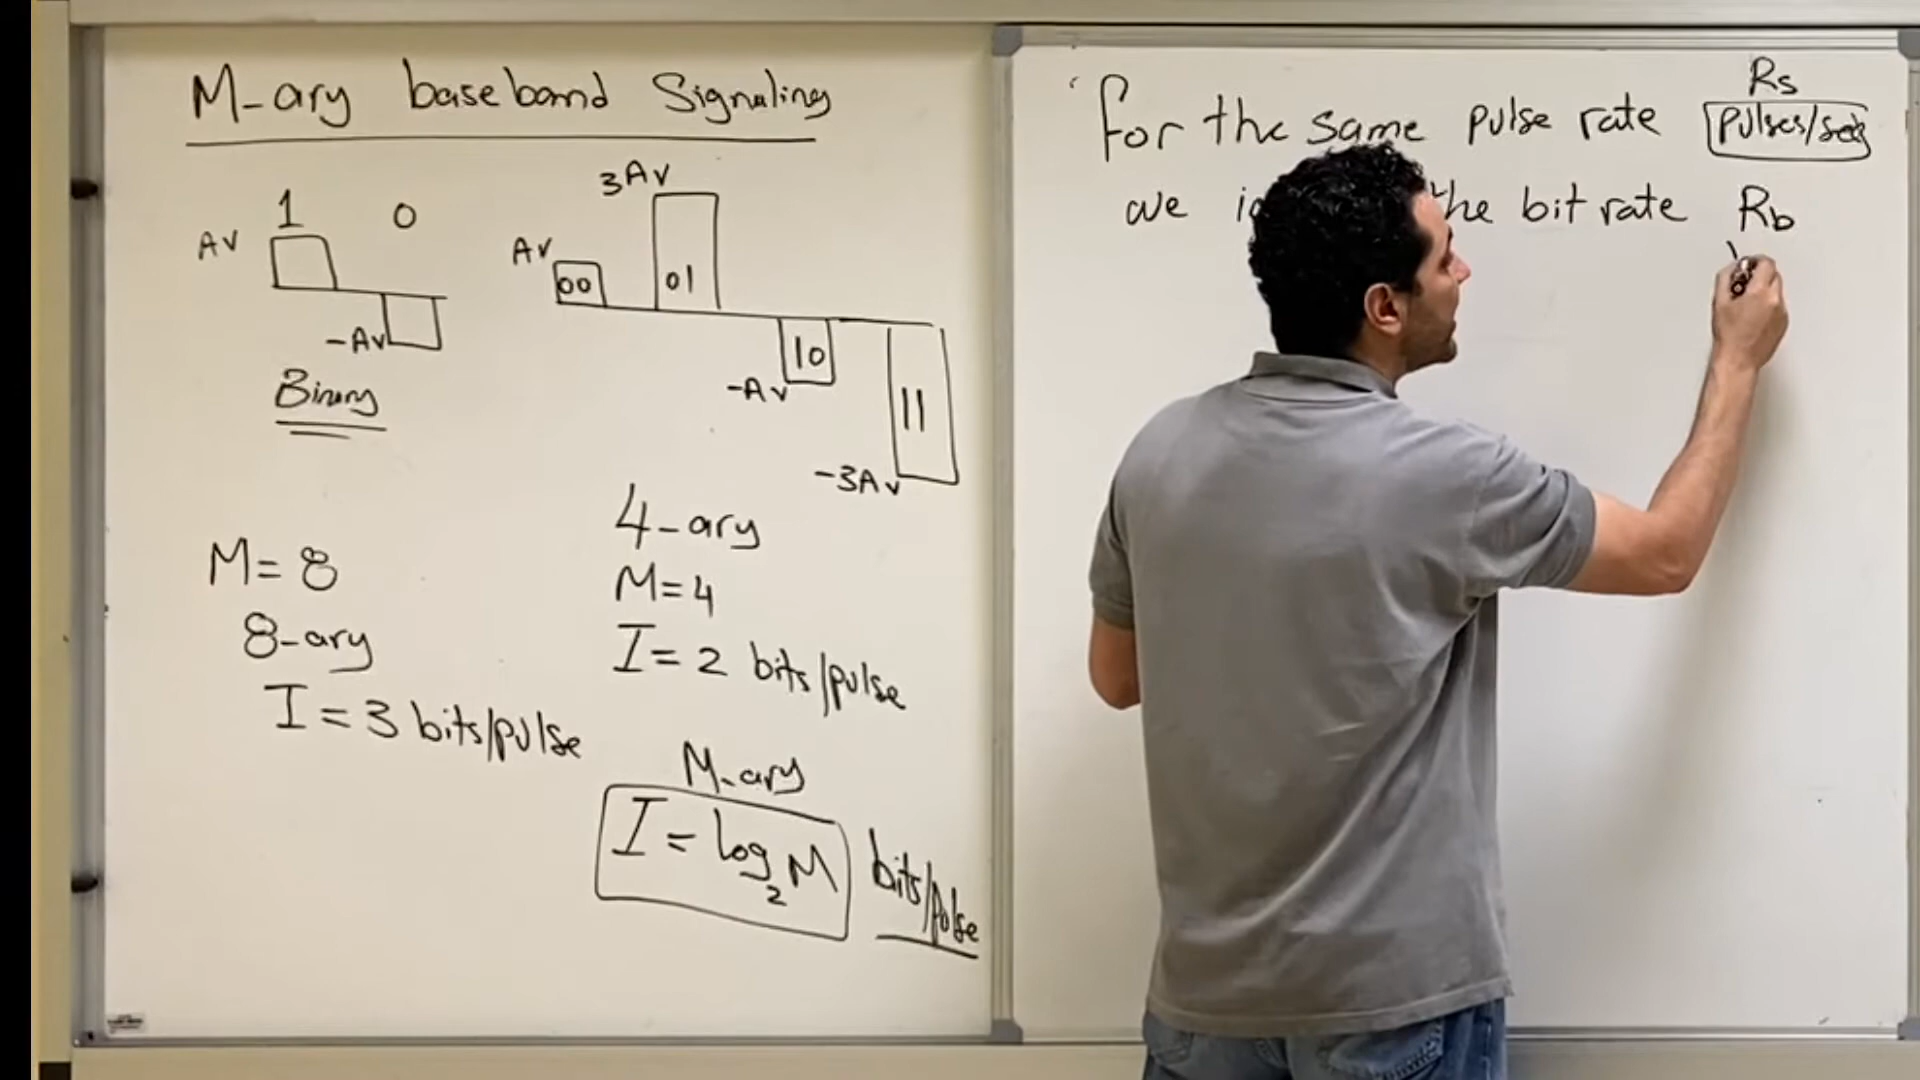 M-ary baseband Signaling
1 0
AV
-AV
Binary
3AV
AV
00
01
10
-AV
11
-3AV
4-ary
M=4
I=2 bits/pulse
M=8
8-ary
I=3 bits/pulse
M-ary
I=log₂M bits/pulse
For the same pulse rate Rs pulses/sec
we the bit rate Rb